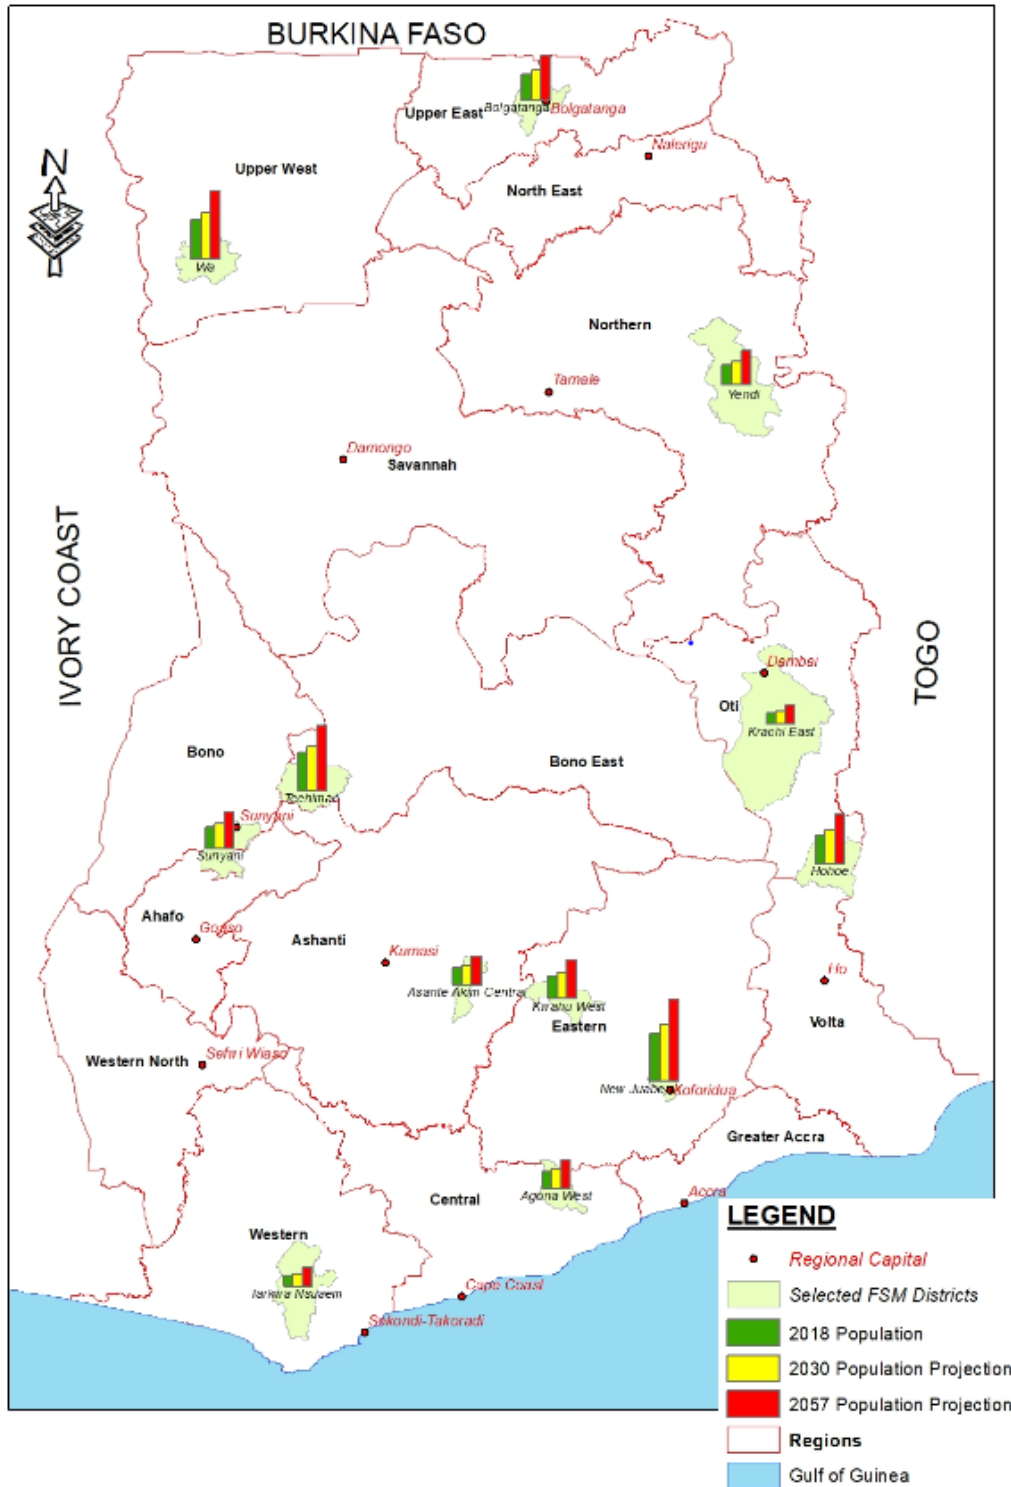 BURKINA FASO
Upper East
Bolgatanga
Bolgatanga
N
Nalerigu
Upper West
North East
Wa
Northern
Yendi
Tamale
Damongo
Savannah
IVORY COAST
TOGO
Dambai
Oti
Krachi East
Bono
Bono East
Techiman
Sunyani
Sunyani
Hohoe
Ahafo
Goaso
Ashanti
Kumasi
Asante Akim Central
Kwahu West
Eastern
Ho
Volta
Western North
Sefwi Wiaso
New Juaben
Koforidua
Greater Accra
Central
Agona West
Accra
Western
Tarkwa Nsuaem
Cape Coast
Sekondi-Takoradi
LEGEND
Regional Capital
Selected FSM Districts
2018 Population
2030 Population Projection
2057 Population Projection
Regions
Gulf of Guinea